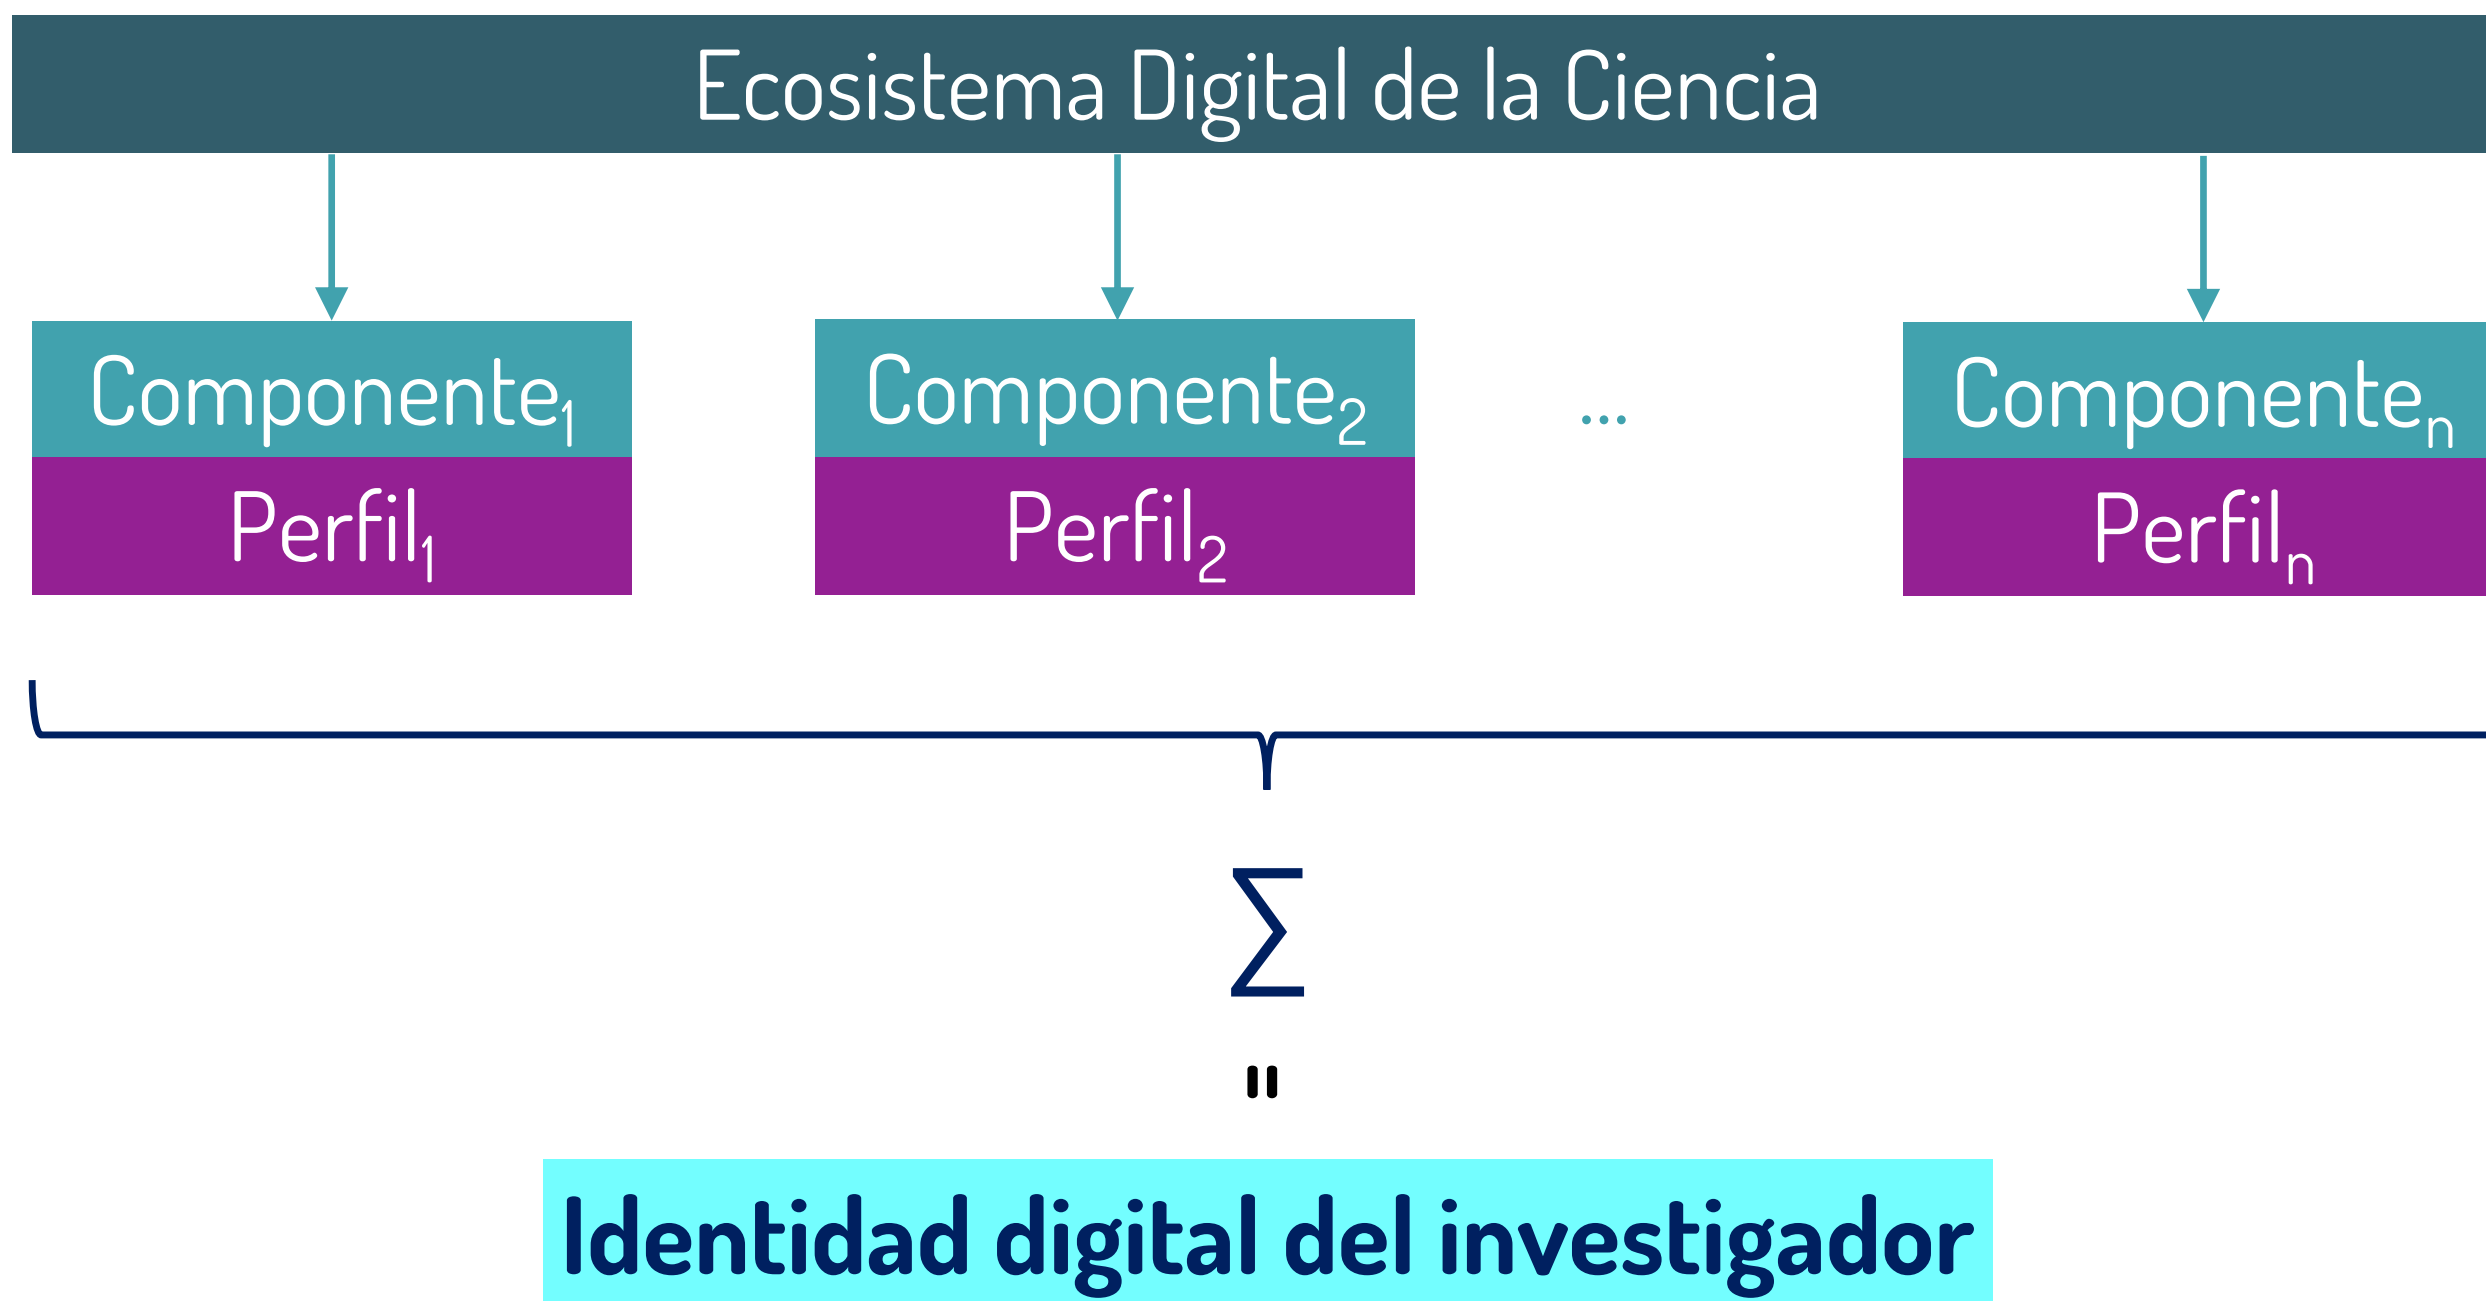 Ecosistema Digital de la Ciencia
Componente₁ Componente₂ ... Componenteₙ
Perfil₁ Perfil₂ Perfilₙ
∑
"
Identidad digital del investigador